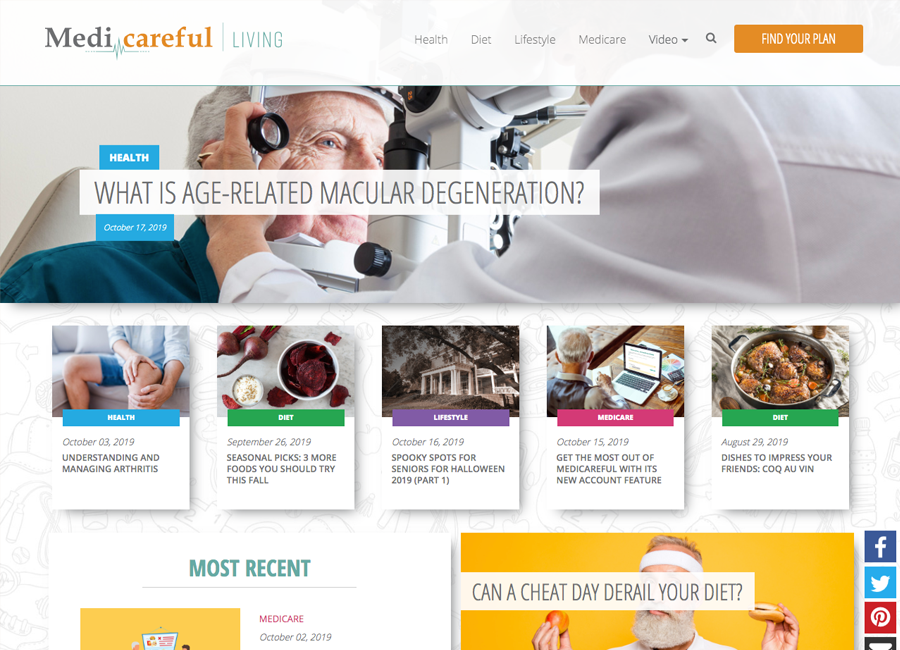 Medicareful LIVING
Health Diet Lifestyle Medicare Video FIND YOUR PLAN
HEALTH
WHAT IS AGE-RELATED MACULAR DEGENERATION?
October 17, 2019
HEALTH
October 03, 2019
UNDERSTANDING AND
MANAGING ARTHRITIS
DIET
September 26, 2019
SEASONAL PICKS: 3 MORE
FOODS YOU SHOULD TRY
THIS FALL
LIFESTYLE
October 16, 2019
SPOOKY SPOTS FOR
SENIORS FOR HALLOWEEN
2019 (PART 1)
MEDICARE
October 15, 2019
GET THE MOST OUT OF
MEDICAREFUL WITH ITS
NEW ACCOUNT FEATURE
DIET
August 29, 2019
DISHES TO IMPRESS YOUR
FRIENDS: COQ AU VIN
MOST RECENT
MEDICARE
October 02, 2019
CAN A CHEAT DAY DERAIL YOUR DIET?